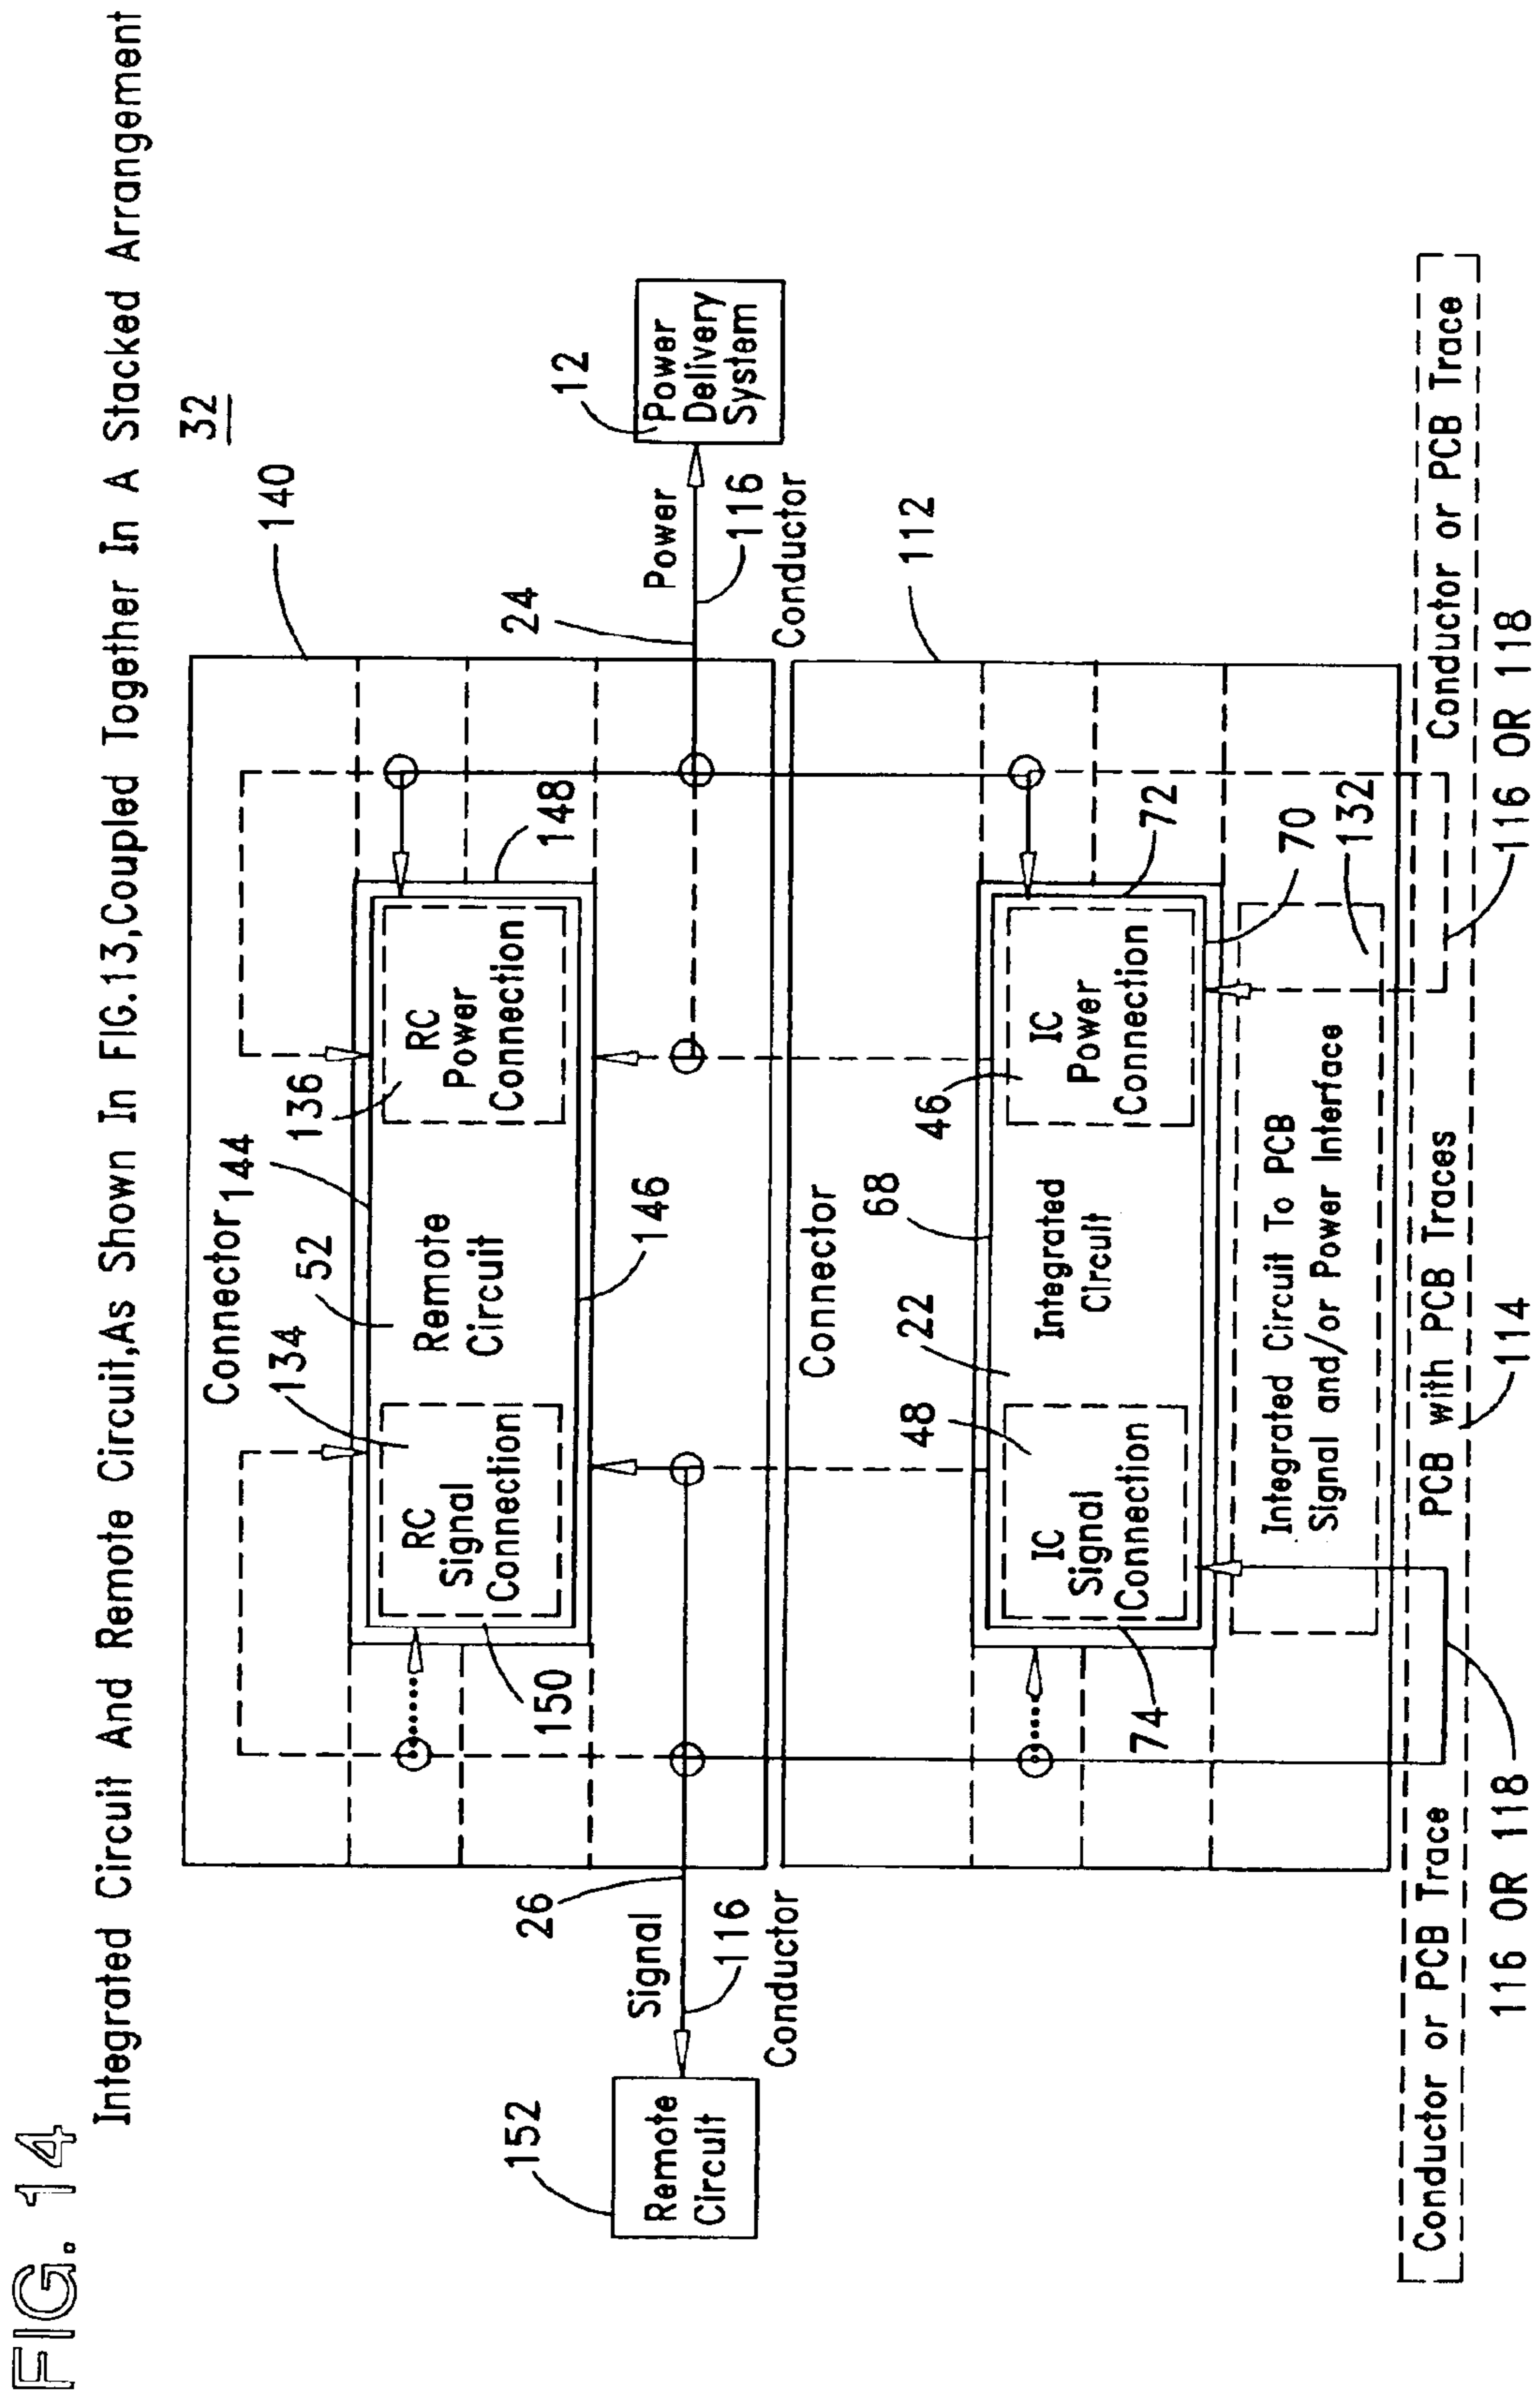 FIG. 14
Integrated Circuit And Remote Circuit,As Shown In FIG.13,Coupled Together In A Stacked Arrangement
32
140
Connector
144
52
134
136
RC
Signal
Connection
Remote
Circuit
RC
Power
Connection
150
146
148
152
Remote
Circuit
26
Signal
116
Conductor
24
Power
116
Conductor
12
Power
Delivery
System
112
Connector
68
22
48
46
IC
Signal
Connection
Integrated
Circuit
IC
Power
Connection
74
72
70
132
Integrated Circuit To PCB
Signal and/or Power Interface
Conductor or PCB Trace
PCB with PCB Traces
Conductor or PCB Trace
116 OR 118
114
116 OR 118